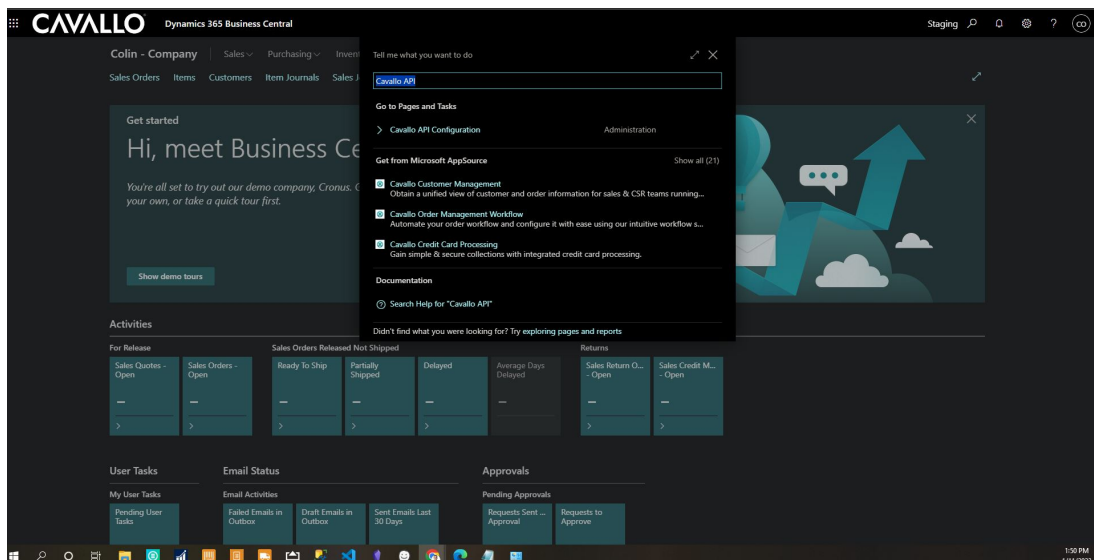 CAVALLO Dynamics 365 Business Central
Staging
?
CO
Colin - Company
Sales
Purchasing
Sales Orders Items Customers Item Journals
Get started
Hi, meet Business
You're all set to try out our demo company, Cronus.
your own, or take a quick tour first.
Show demo tours
Tell me what you want to do
Cavallo API
Go to Pages and Tasks
Cavallo API Configuration Administration
Get from Microsoft AppSource Show all (21)
Cavallo Customer Management
Obtain a unified view of customer and order information for sales & CSR teams running...
Cavallo Order Management Workflow
Automate your order workflow and configure it with ease using our intuitive workflow s...
Cavallo Credit Card Processing
Gain simple & secure collections with integrated credit card processing.
Documentation
Search Help for "Cavallo API"
Didn't find what you were looking for? Try exploring pages and reports
Activities
For Release
Sales Quotes -
Open
Sales Orders -
Open
Sales Orders Released Not Shipped
Ready To Ship
Partially
Shipped
Delayed
Average Days
Delayed
Returns
Sales Return O...
- Open
Sales Credit M...
- Open
User Tasks
My User Tasks
Pending User
Tasks
Email Status
Email Activities
Failed Emails in
Outbox
Draft Emails in
Outbox
Sent Emails Last
30 Days
Approvals
Pending Approvals
Requests Sent ...
Approval
Requests to
Approve
1:50 PM